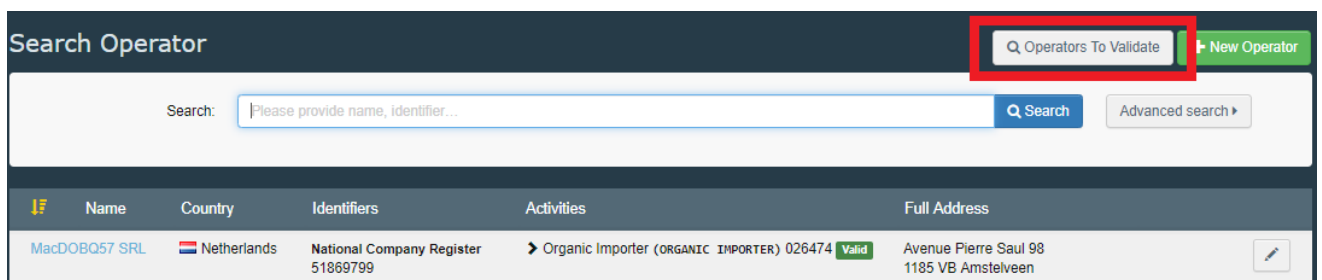 Search Operator
Operators To Validate
New Operator
Search:
Please provide name, identifier...
Search
Advanced search
Name Country Identifiers Activities Full Address
MacDOBQ57 SRL Netherlands National Company Register Organic Importer (ORGANIC IMPORTER) 026474 Valid Avenue Pierre Saul 98
51869799 1185 VB Amstelveen